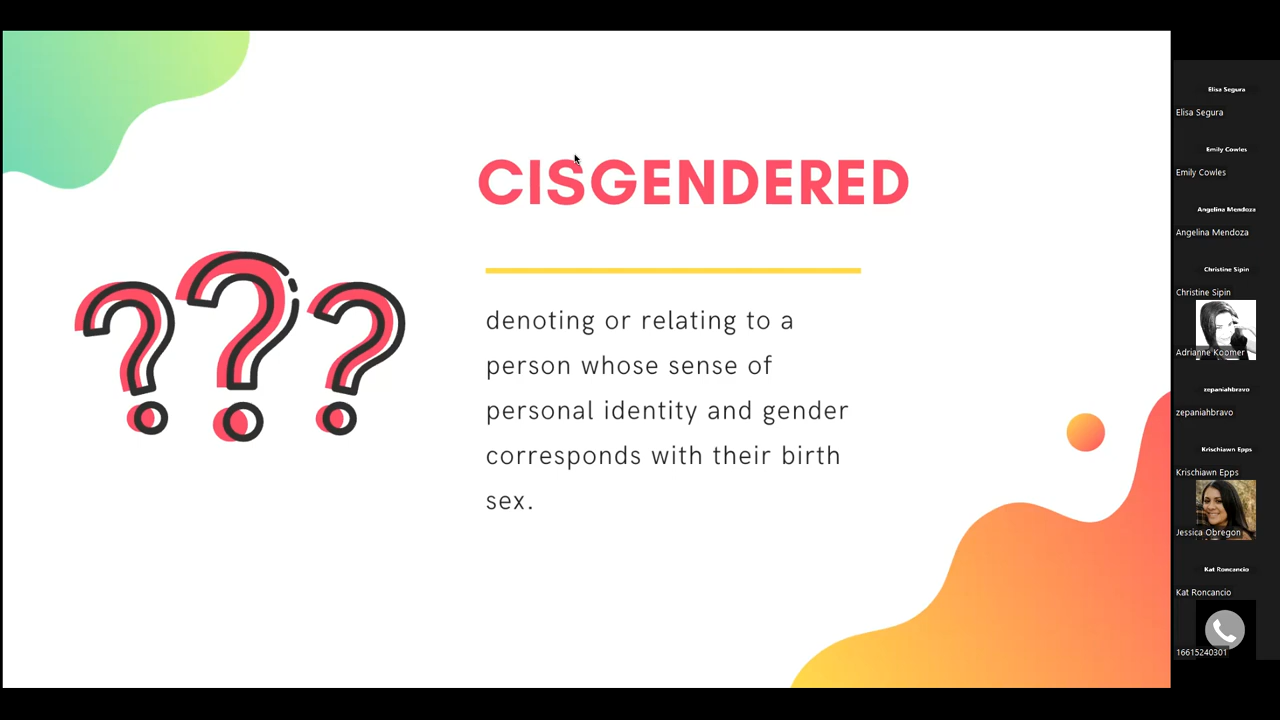 CISGENDERED
denoting or relating to a
person whose sense of
personal identity and gender
corresponds with their birth
sex.
Elisa Segura
Elisa Segura
Emily Cowles
Emily Cowles
Angelina Mendoza
Angelina Mendoza
Christine Sipin
Christine Sipin
Adrianne Koomer
zepaniahbravo
zepaniahbravo
Krischiawn Epps
Krischiawn Epps
Jessica Obregon
Kat Roncancio
Kat Roncancio
16615240301